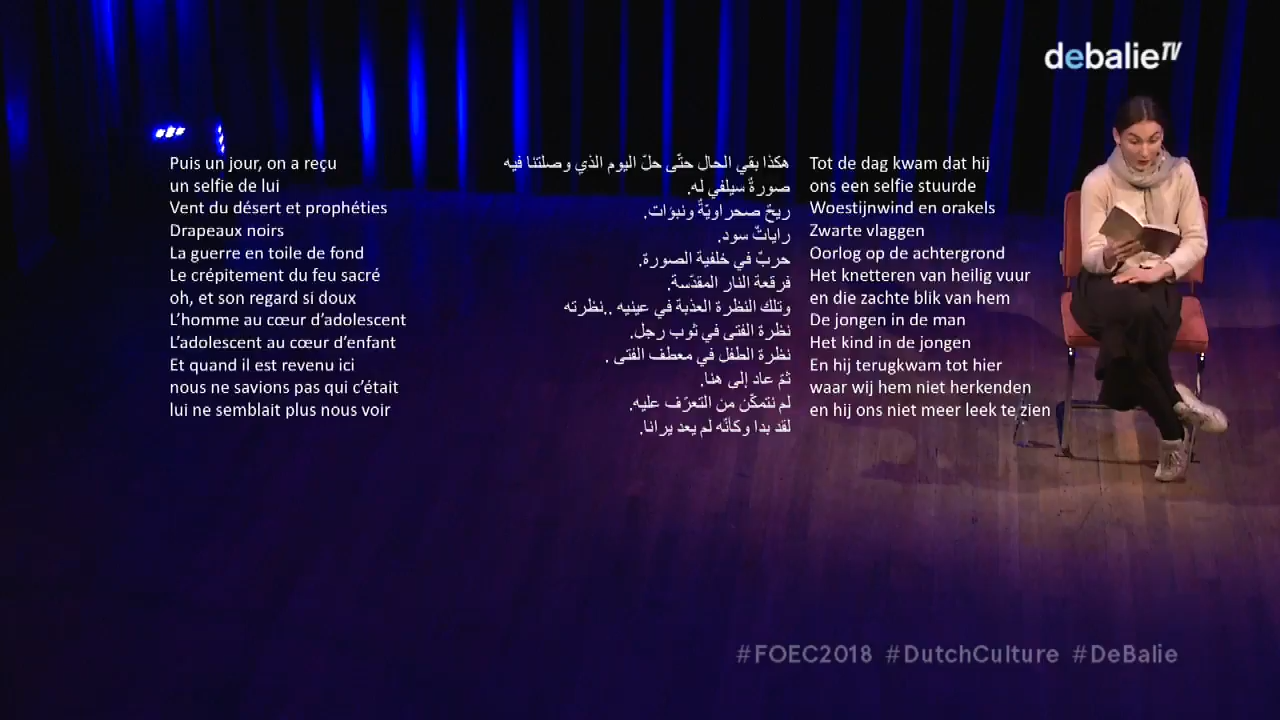 debalieTV
Puis un jour, on a reçu
un selfie de lui
Vent du désert et prophéties
Drapeaux noirs
La guerre en toile de fond
Le crépitement du feu sacré
oh, et son regard si doux
L'homme au cœur d'adolescent
L'adolescent au cœur d'enfant
Et quand il est revenu ici
nous ne savions pas qui c'était
lui ne semblait plus nous voir
هكذا بقي الحال حتّى حلّ اليوم الذي وصلتنا فيه
صورةٌ سيلفي له.
ريحٌ صحراويّةٌ ونبؤات.
راياتٌ سود.
حربٌ في خلفية الصورة.
فرقعة النار المقدّسة.
وتلك النظرة العذبة في عينيه ..نظرته
نظرة الفتى في ثوب رجل.
نظرة الطفل في معطف الفتى .
ثمّ عاد إلى هنا.
لم نتمكّن من التعرّف عليه.
لقد بدا وكأنّه لم يعد يرانا.
Tot de dag kwam dat hij
ons een selfie stuurde
Woestijnwind en orakels
Zwarte vlaggen
Oorlog op de achtergrond
Het knetteren van heilig vuur
en die zachte blik van hem
De jongen in de man
Het kind in de jongen
En hij terugkwam tot hier
waar wij hem niet herkenden
en hij ons niet meer leek te zien
#FOEC2018 #DutchCulture #DeBalie